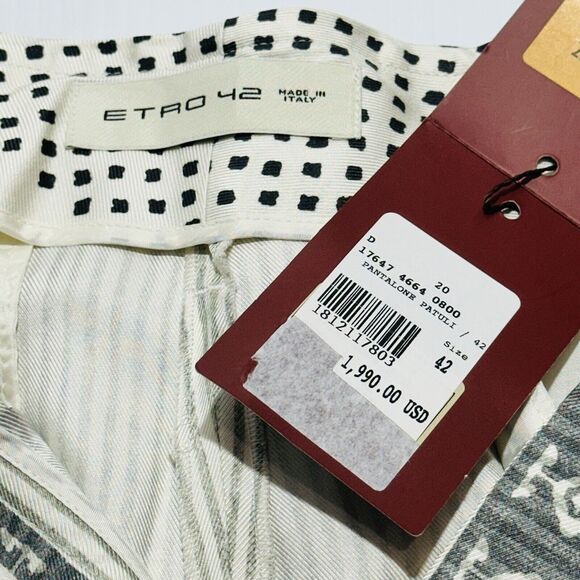 ETRO 42 MADE IN ITALY
D 20
17647 4664 0800
PANTALONE PATULI / 42
1812117803
Size
42
1,990.00 USD